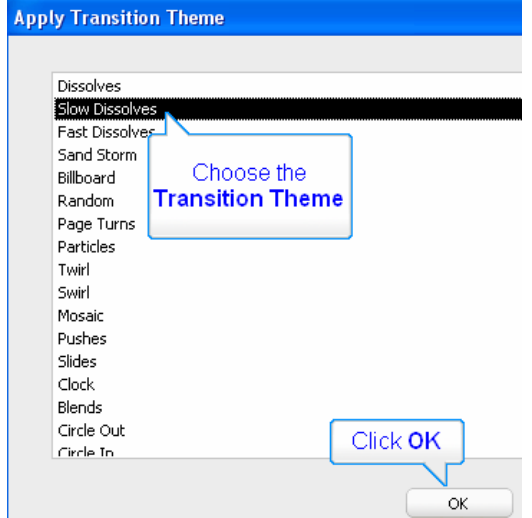 Apply Transition Theme
Dissolves
Slow Dissolves
Fast Dissolves
Sand Storm
Billboard
Random
Page Turns
Particles
Twirl
Swirl
Mosaic
Pushes
Slides
Clock
Blends
Circle Out
Circle In
Choose the
Transition Theme
Click OK
OK